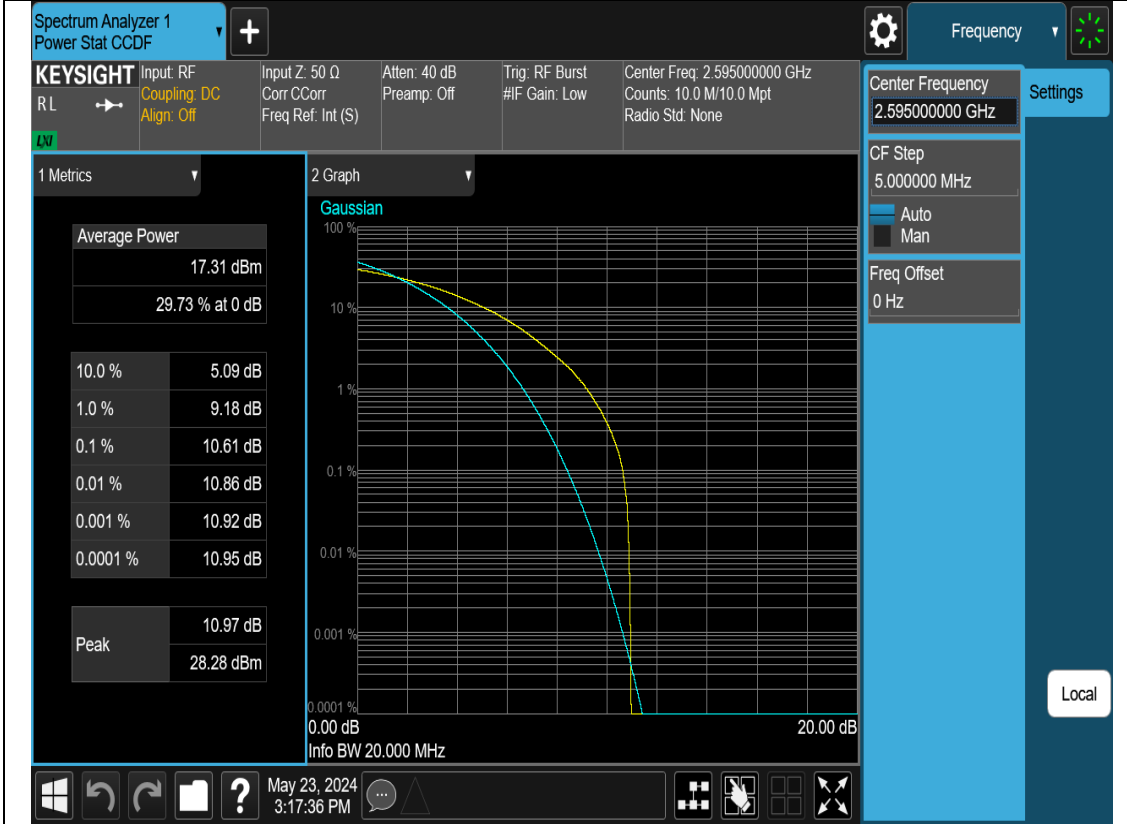 Spectrum Analyzer 1
Power Stat CCDF
Frequency
KEYSIGHT
RL
LXI
Input: RF
Coupling: DC
Align: Off
Input Z: 50 Ω
Corr CCorr
Freq Ref: Int (S)
Atten: 40 dB
Preamp: Off
Trig: RF Burst
#IF Gain: Low
Center Freq: 2.595000000 GHz
Counts: 10.0 M/10.0 Mpt
Radio Std: None
Center Frequency
2.595000000 GHz
Settings
CF Step
5.000000 MHz
Auto
Man
Freq Offset
0 Hz
Local
1 Metrics
Average Power
17.31 dBm
29.73 % at 0 dB
10.0 % 5.09 dB
1.0 % 9.18 dB
0.1 % 10.61 dB
0.01 % 10.86 dB
0.001 % 10.92 dB
0.0001 % 10.95 dB
Peak
10.97 dB
28.28 dBm
2 Graph
Gaussian
100 %
10 %
1 %
0.1 %
0.01 %
0.001 %
0.0001 %
0.00 dB 20.00 dB
Info BW 20.000 MHz
May 23, 2024
3:17:36 PM